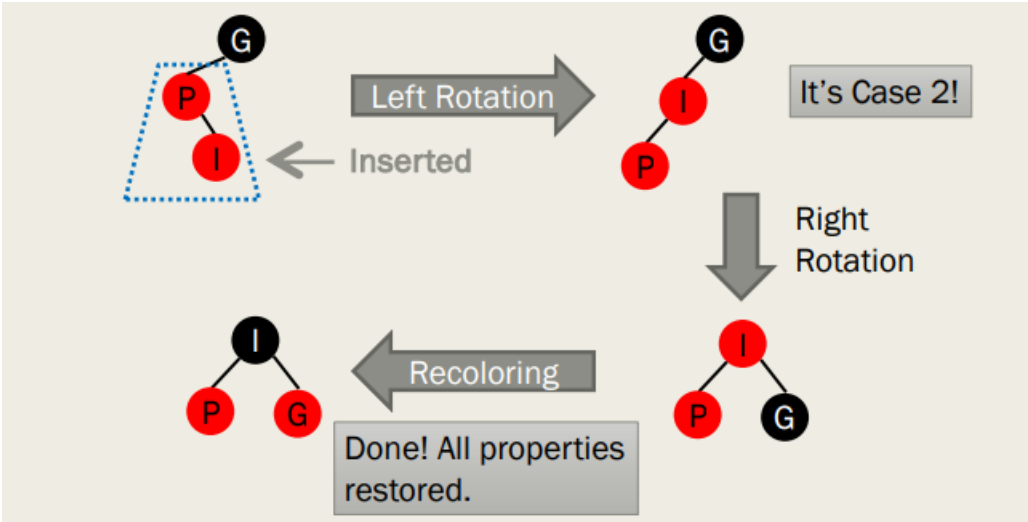 G
P
I
Left Rotation
Inserted
G
I
P
It's Case 2!
Right
Rotation
I
P
G
Recoloring
I
P
G
Done! All properties
restored.